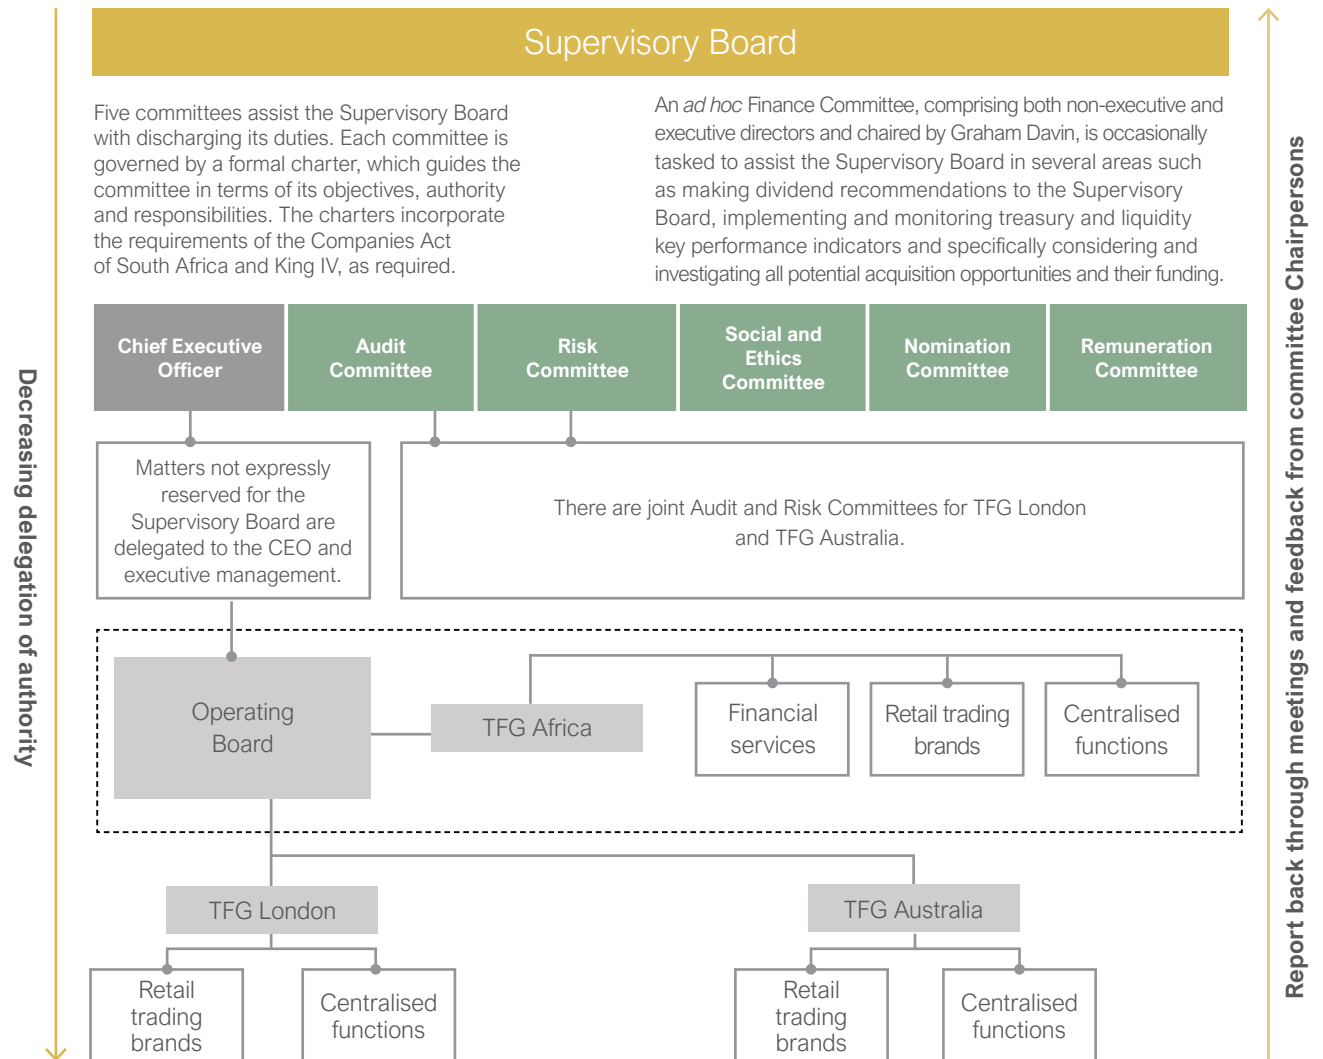 Supervisory Board
Five committees assist the Supervisory Board
with discharging its duties. Each committee is
governed by a formal charter, which guides the
committee in terms of its objectives, authority
and responsibilities. The charters incorporate
the requirements of the Companies Act
of South Africa and King IV, as required.
An ad hoc Finance Committee, comprising both non-executive and
executive directors and chaired by Graham Davin, is occasionally
tasked to assist the Supervisory Board in several areas such
as making dividend recommendations to the Supervisory
Board, implementing and monitoring treasury and liquidity
key performance indicators and specifically considering and
investigating all potential acquisition opportunities and their funding.
Chief Executive
Officer
Audit
Committee
Risk
Committee
Social and
Ethics
Committee
Nomination
Committee
Remuneration
Committee
Matters not expressly
reserved for the
Supervisory Board are
delegated to the CEO and
executive management.
There are joint Audit and Risk Committees for TFG London
and TFG Australia.
Operating
Board
TFG Africa
Financial
services
Retail trading
brands
Centralised
functions
TFG London
TFG Australia
Retail
trading
brands
Centralised
functions
Retail
trading
brands
Centralised
functions
Decreasing delegation of authority
Report back through meetings and feedback from committee Chairpersons